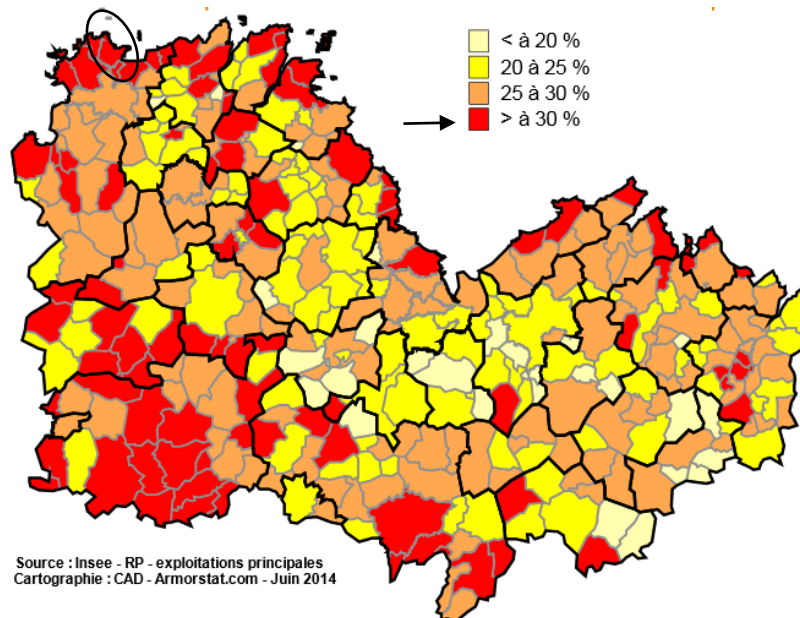 < à 20 %
20 à 25 %
25 à 30 %
> à 30 %
Source : Insee - RP - exploitations principales
Cartographie : CAD - Armorstat.com - Juin 2014